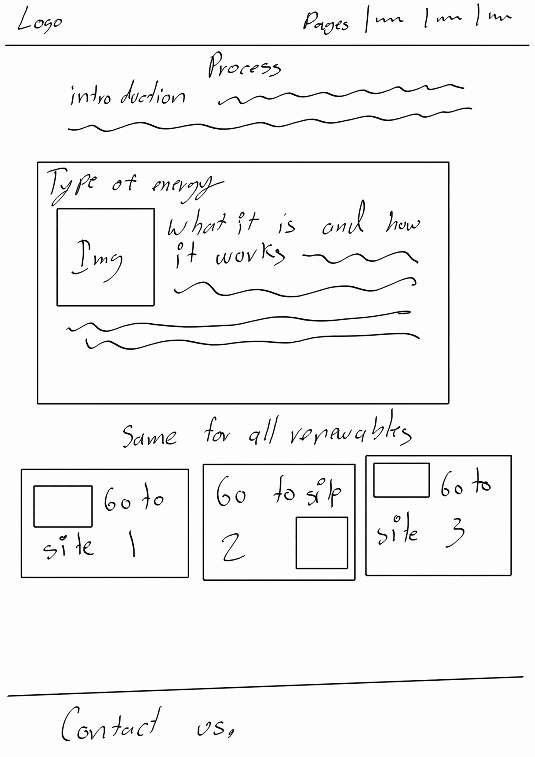 Logo
Pages
Process
introduction
Type of energy
Img
What it is and how
it works
Same for all renewables
Go to
site 1
Go to site
2
Go to
site 3
Contact us.